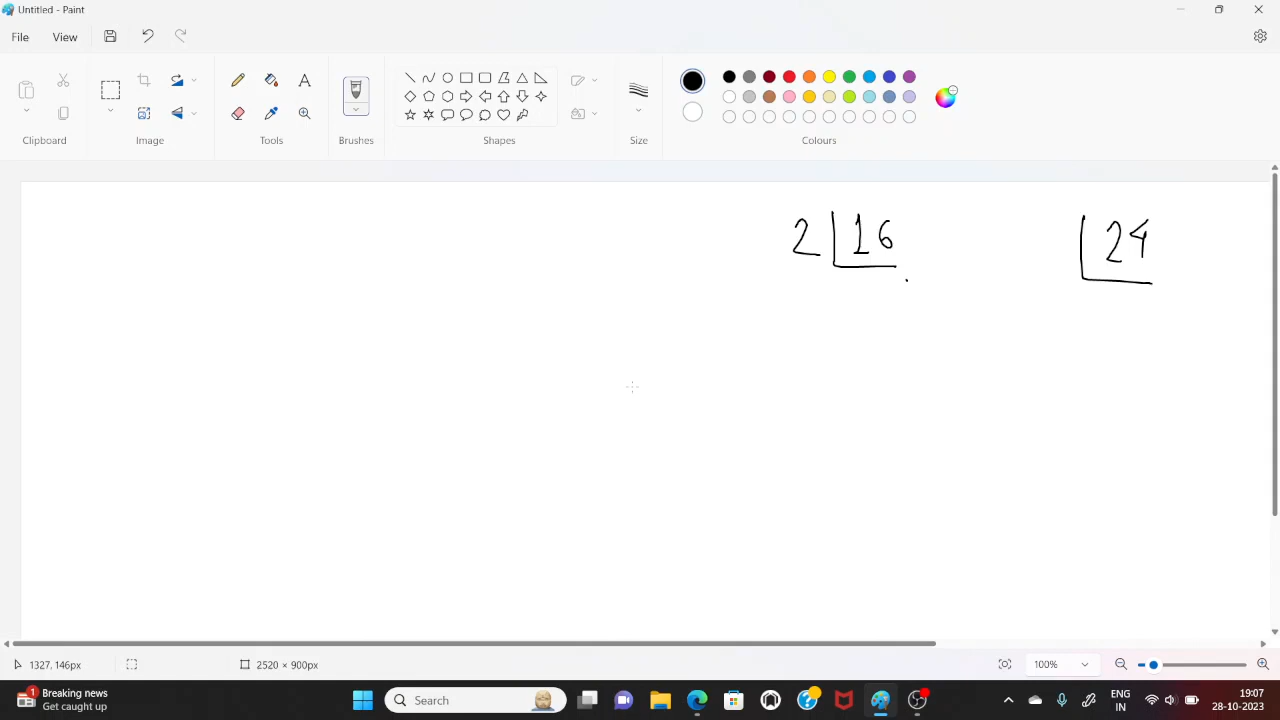 Untitled - Paint
File View
Clipboard Image Tools Brushes Shapes Size Colours
2 16 24
1327, 146px 2520 × 900px 100%
1 Breaking news Search ENG 19:07
Get caught up IN 28-10-2023